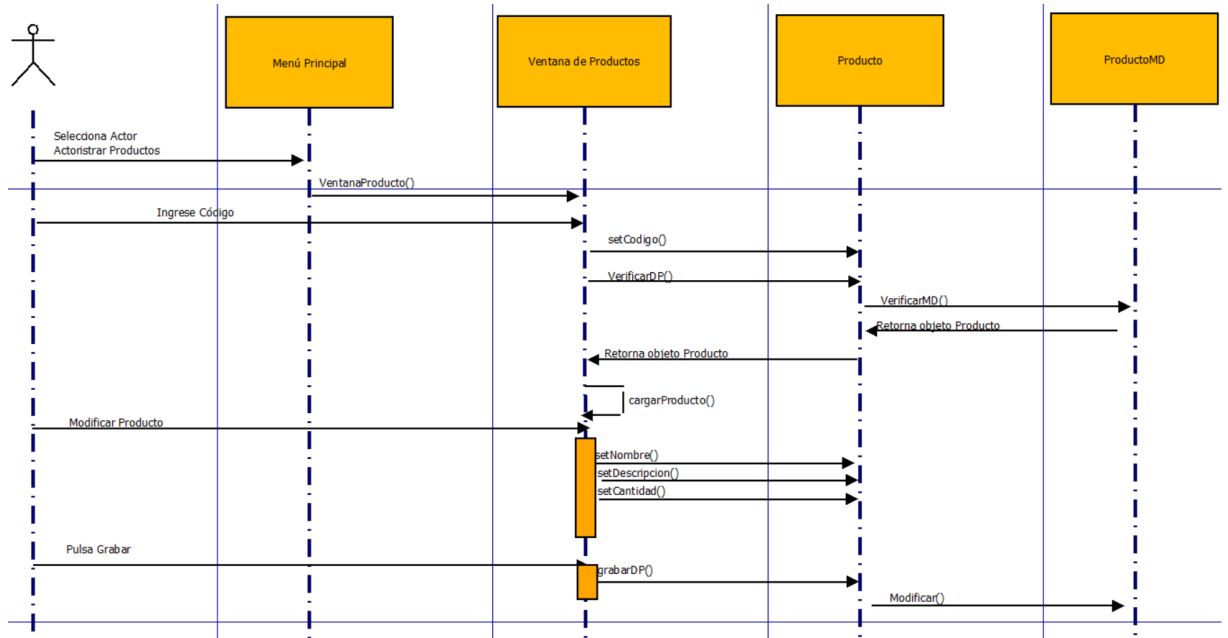 Menú Principal
Ventana de Productos
Producto
ProductoMD
Selecciona Actor
Actoristrar Productos
VentanaProducto()
Ingrese Código
setCodigo()
VerificarDP()
VerificarMD()
Retorna objeto Producto
Retorna objeto Producto
cargarProducto()
Modificar Producto
setNombre()
setDescripcion()
setCantidad()
Pulsa Grabar
grabarDP()
Modificar()